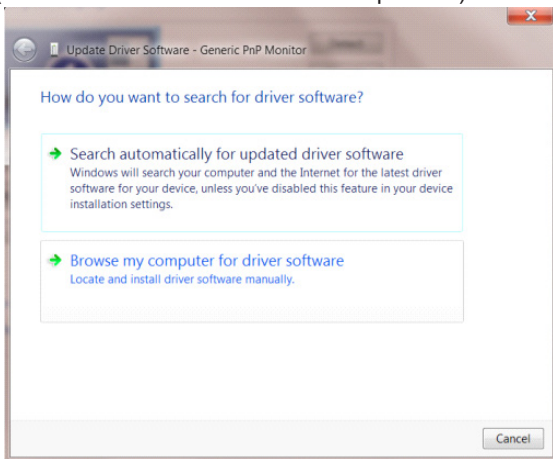 Update Driver Software - Generic PnP Monitor
How do you want to search for driver software?
Search automatically for updated driver software
Windows will search your computer and the Internet for the latest driver
software for your device, unless you've disabled this feature in your device
installation settings.
Browse my computer for driver software
Locate and install driver software manually.
Cancel